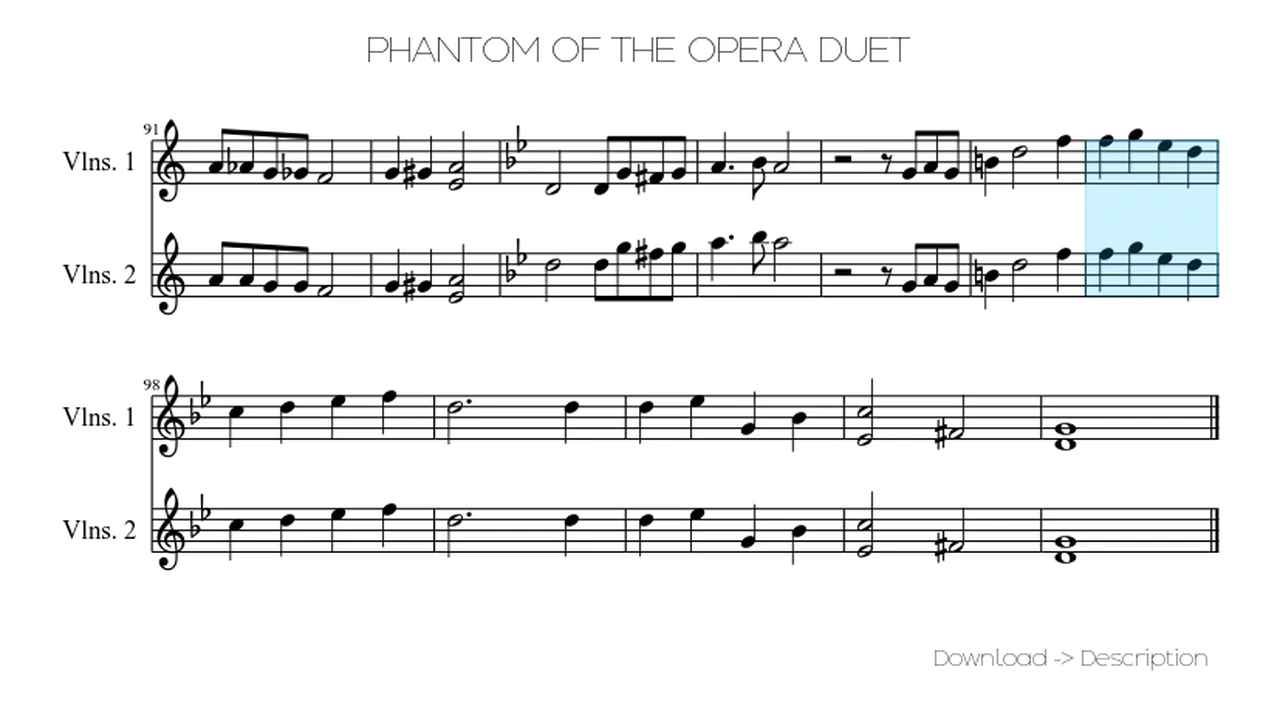 PHANTOM OF THE OPERA DUET
91
Vlns. 1
Vlns. 2
98
Vlns. 1
Vlns. 2
Download -> Description